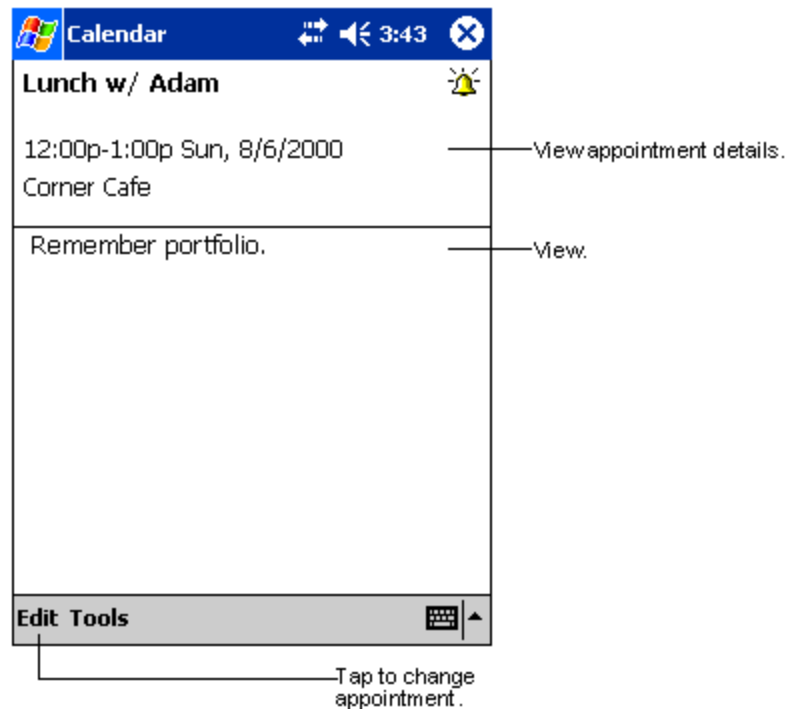 Calendar 3:43
Lunch w/ Adam
12:00p-1:00p Sun, 8/6/2000
View appointment details.
Corner Cafe
Remember portfolio.
View.
Edit Tools
Tap to change
appointment.